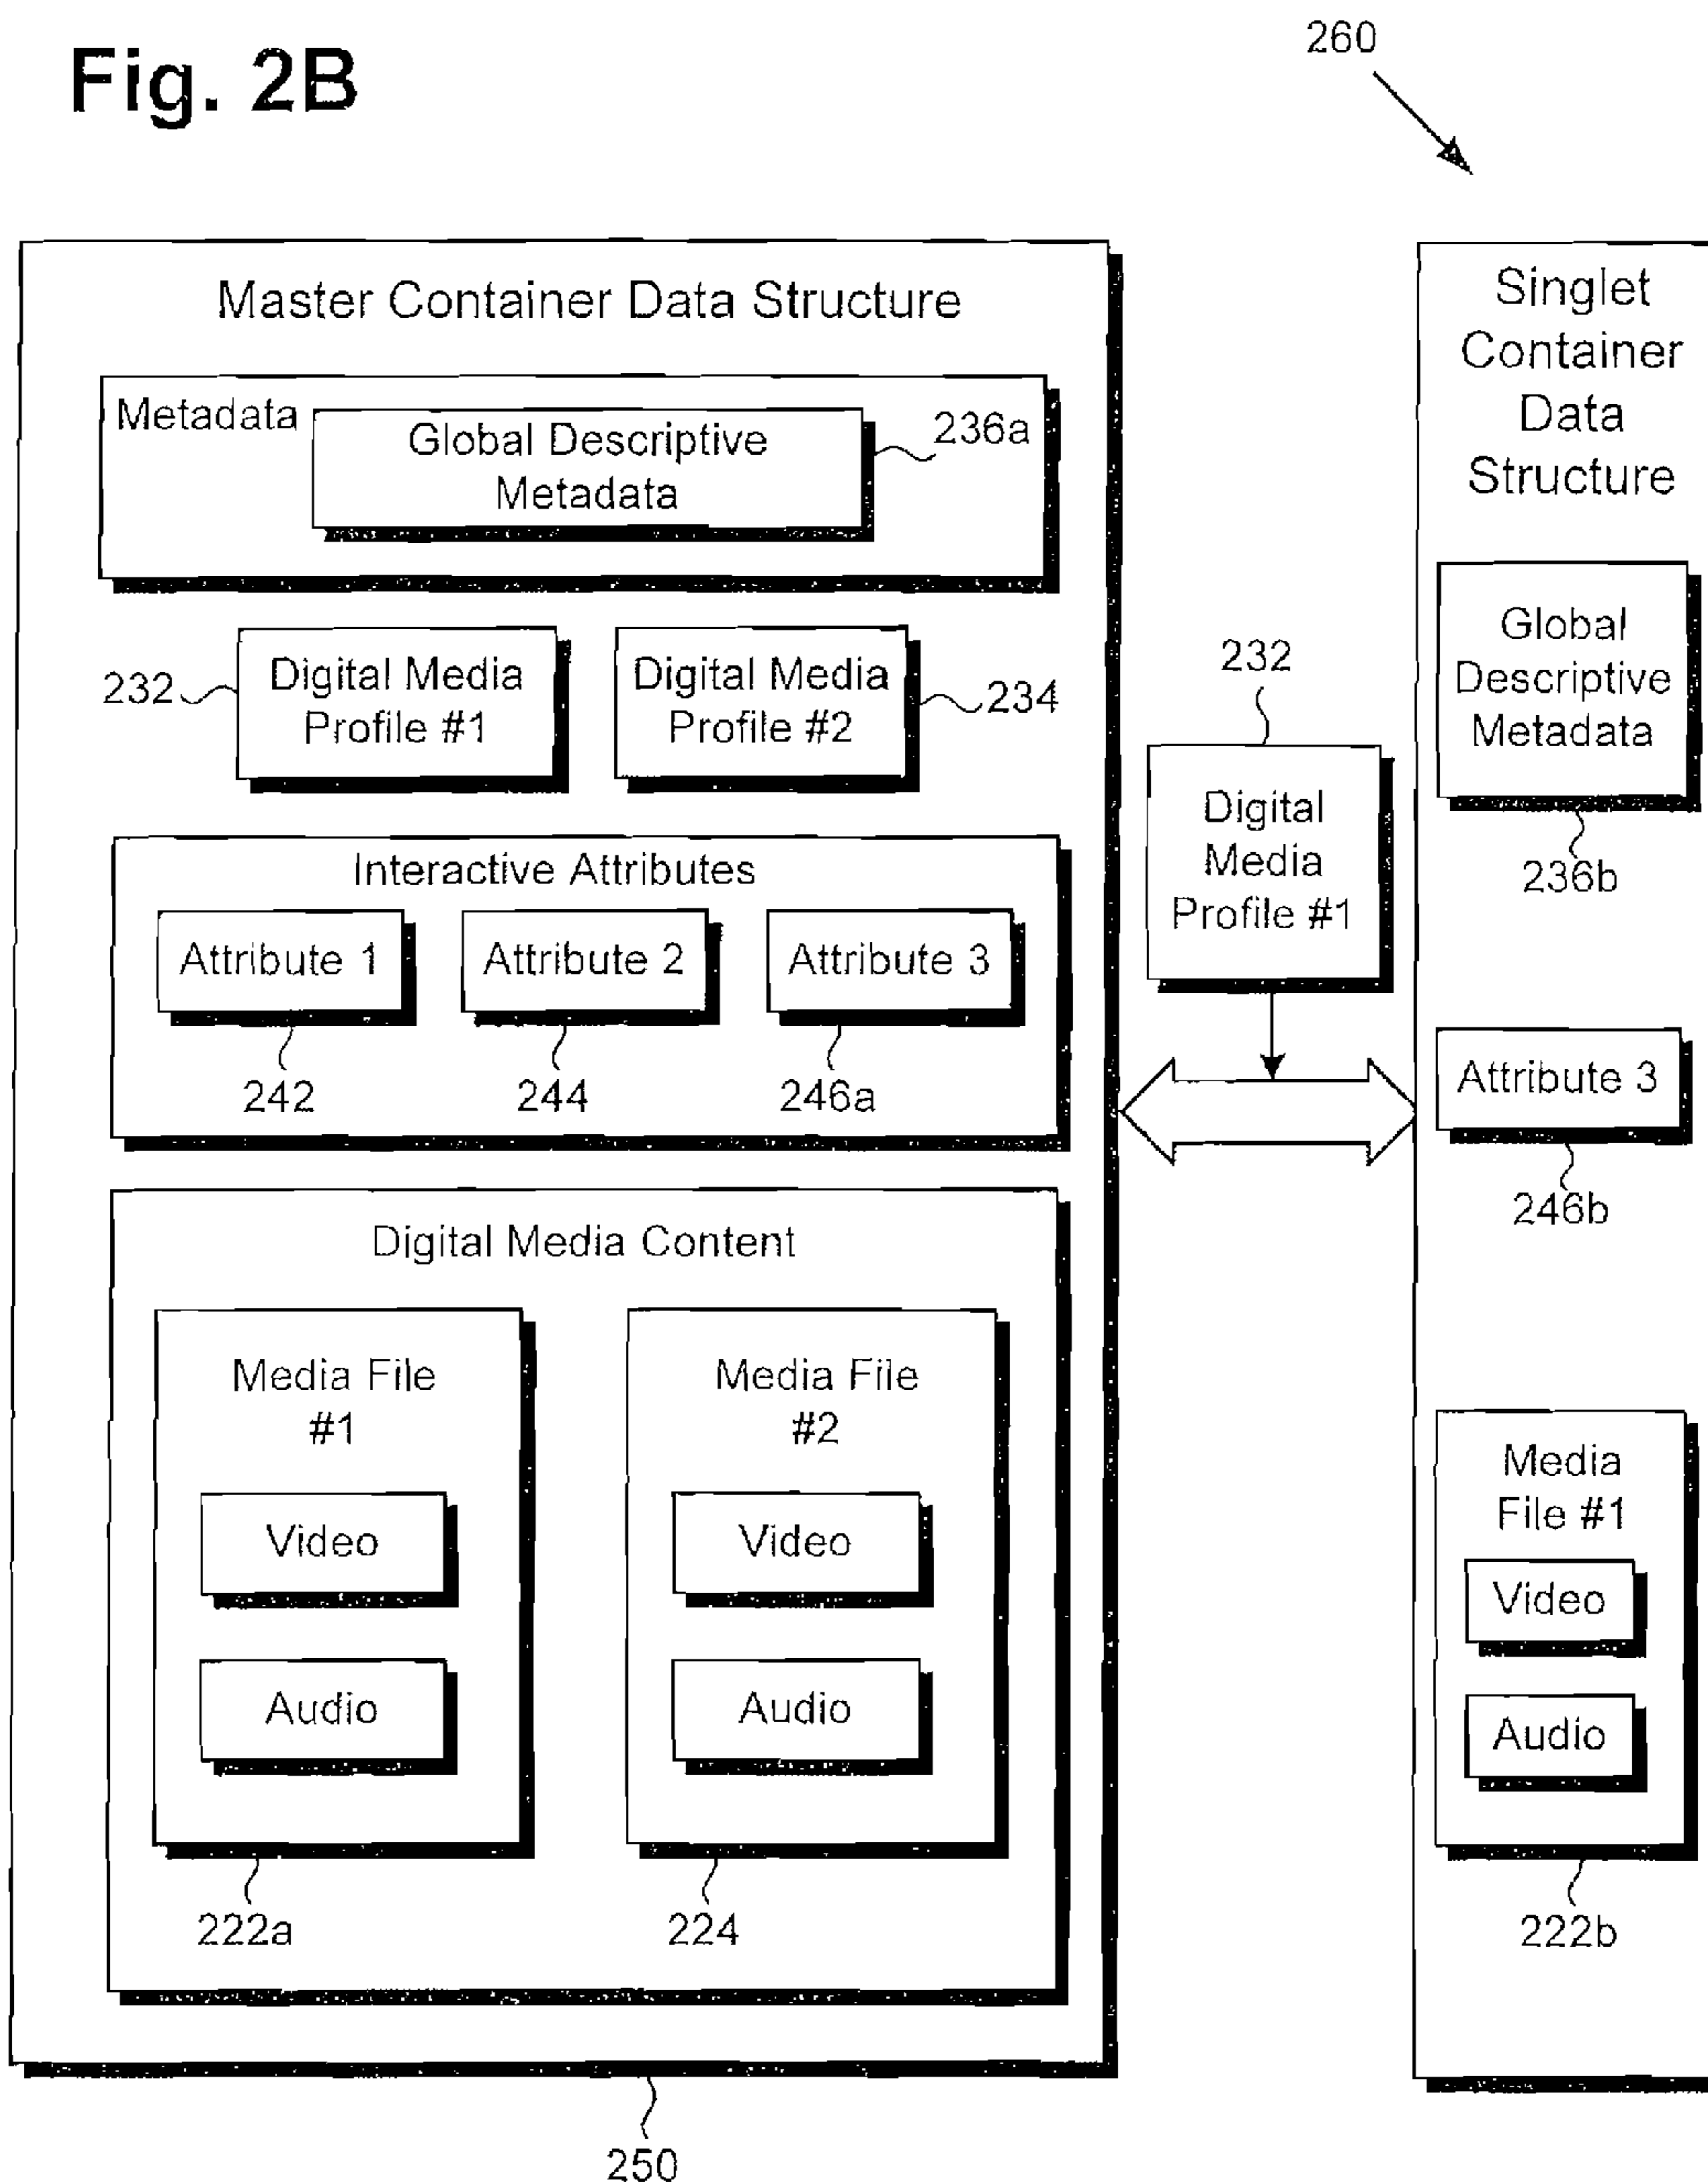 Fig. 2B
260
Master Container Data Structure
Metadata
Global Descriptive
Metadata
236a
232
Digital Media
Profile #1
Digital Media
Profile #2
234
Interactive Attributes
Attribute 1
Attribute 2
Attribute 3
242
244
246a
Digital Media Content
Media File
#1
Video
Audio
222a
Media File
#2
Video
Audio
224
250
232
Digital
Media
Profile #1
Singlet
Container
Data
Structure
Global
Descriptive
Metadata
236b
Attribute 3
246b
Media
File #1
Video
Audio
222b